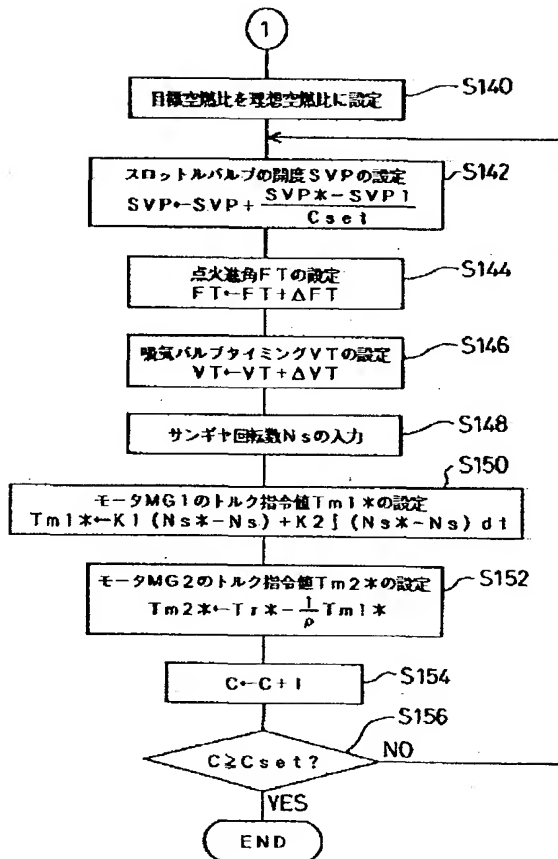 1
S140
目標空燃比を理想空燃比に設定
S142
スロットルバルブの開度SVPの設定
SVP←SVP+(SVP*-SVP1)/Cset
S144
点火進角FTの設定
FT←FT+ΔFT
S146
吸気バルブタイミングVTの設定
VT←VT+ΔVT
S148
サンギヤ回転数Nsの入力
S150
モータMG1のトルク指令値Tm1*の設定
Tm1*←K1(Ns*-Ns)+K2∫(Ns*-Ns)dt
S152
モータMG2のトルク指令値Tm2*の設定
Tm2*←Tr*-1/ρ Tm1*
S154
C←C+1
S156
C≧Cset?
NO
YES
END